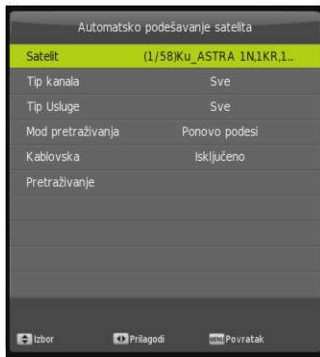 Automatsko podešavanje satelita
Satelit (1/58)Ku_ASTRA 1N,1KR,1...
Tip kanala Sve
Tip Usluge Sve
Mod pretraživanja Ponovo podesi
Kablovska Isključeno
Pretraživanje
Izbor Prilagodi MENU Povratak